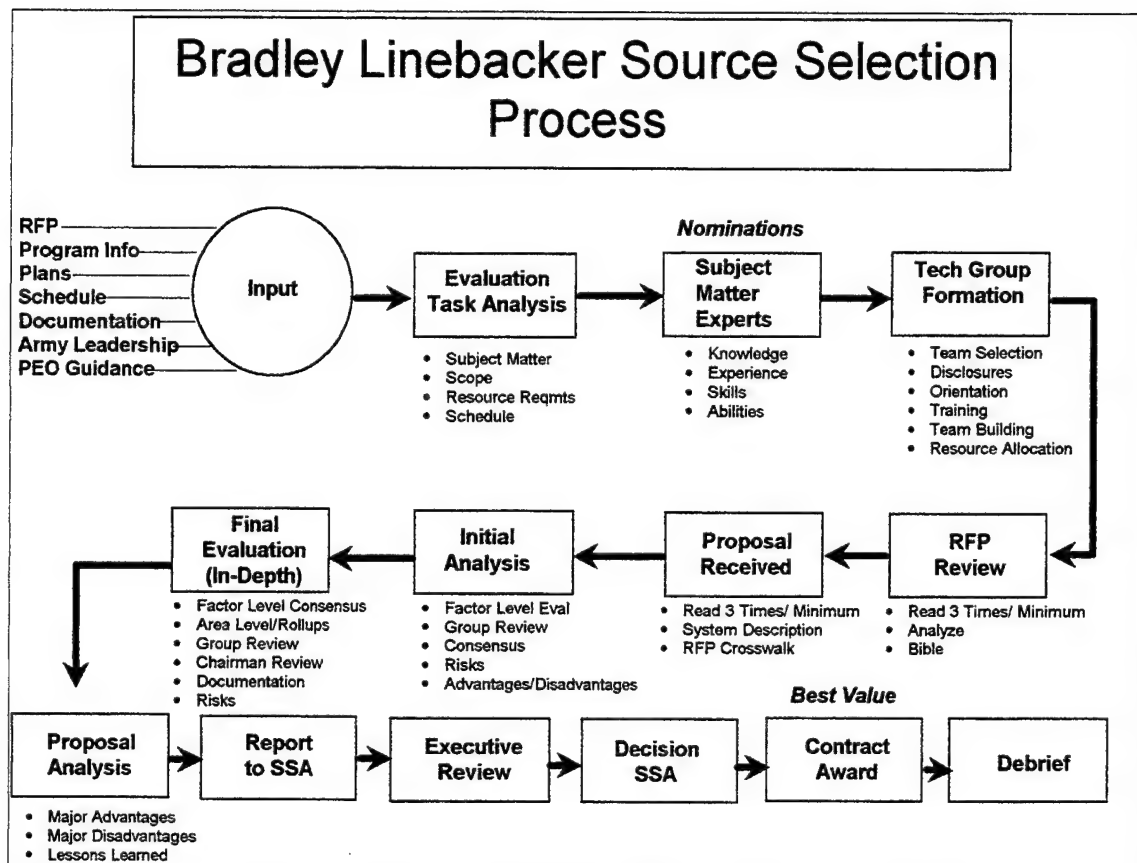 Bradley Linebacker Source Selection
Process
RFP
Program Info
Plans
Schedule
Documentation
Army Leadership
PEO Guidance
Input
Evaluation
Task Analysis
• Subject Matter
• Scope
• Resource Reqmts
• Schedule
Nominations
Subject
Matter
Experts
• Knowledge
• Experience
• Skills
• Abilities
Tech Group
Formation
• Team Selection
• Disclosures
• Orientation
• Training
• Team Building
• Resource Allocation
RFP
Review
• Read 3 Times/ Minimum
• Analyze
• Bible
Proposal
Received
• Read 3 Times/ Minimum
• System Description
• RFP Crosswalk
Initial
Analysis
• Factor Level Eval
• Group Review
• Consensus
• Risks
• Advantages/Disadvantages
Final
Evaluation
(In-Depth)
• Factor Level Consensus
• Area Level/Rollups
• Group Review
• Chairman Review
• Documentation
• Risks
Proposal
Analysis
• Major Advantages
• Major Disadvantages
• Lessons Learned
Report
to SSA
Executive
Review
Decision
SSA
Best Value
Contract
Award
Debrief